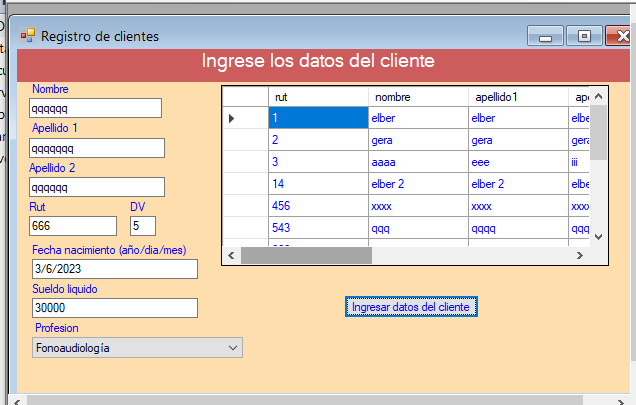 Registro de clientes
Ingrese los datos del cliente
Nombre
qqqqqq
Apellido 1
qqqqqqq
Apellido 2
qqqqqq
Rut DV
666 5
Fecha nacimiento (año/dia/mes)
3/6/2023
Sueldo liquido
30000
Profesion
Fonoaudiología
rut nombre apellido1
1 elber elber elbe
2 gera gera gera
3 aaaa eee iii
14 elber 2 elber 2 elbe
456 xxxx xxxx xxxx
543 qqq qqqq qqq
Ingresar datos del cliente